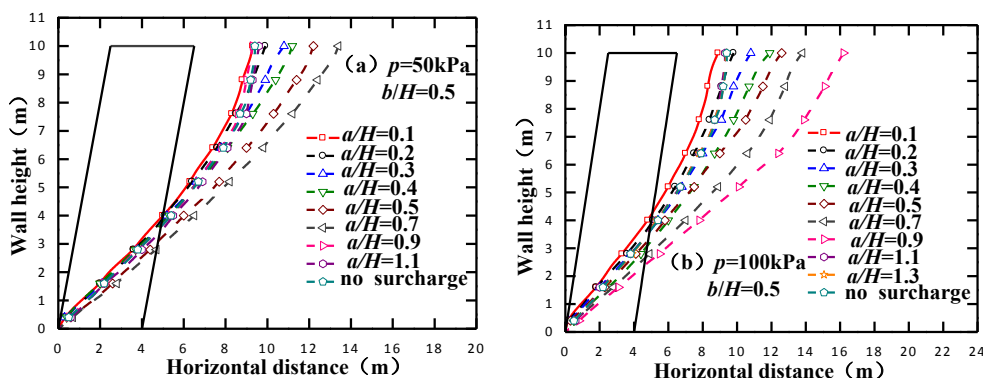 Wall height（m）
11
10
9
8
7
6
5
4
3
2
1
0
（a）p=50kPa
b/H=0.5
a/H=0.1
a/H=0.2
a/H=0.3
a/H=0.4
a/H=0.5
a/H=0.7
a/H=0.9
a/H=1.1
no surcharge
0 2 4 6 8 10 12 14 16 18 20
Horizontal distance（m）
Wall height（m）
11
10
9
8
7
6
5
4
3
2
1
0
a/H=0.1
a/H=0.2
a/H=0.3
a/H=0.4
a/H=0.5
a/H=0.7
a/H=0.9
a/H=1.1
a/H=1.3
no surcharge
（b）p=100kPa
b/H=0.5
0 2 4 6 8 10 12 14 16 18 20 22 24
Horizontal distance（m）